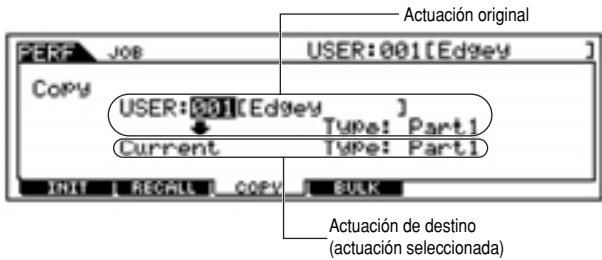 Actuación original
PERF JOB USER:001[Edgey ]
Copy
USER:001[Edgey ]
Type: Part1
Current Type: Part1
INIT RECALL COPY BULK
Actuación de destino
(actuación seleccionada)